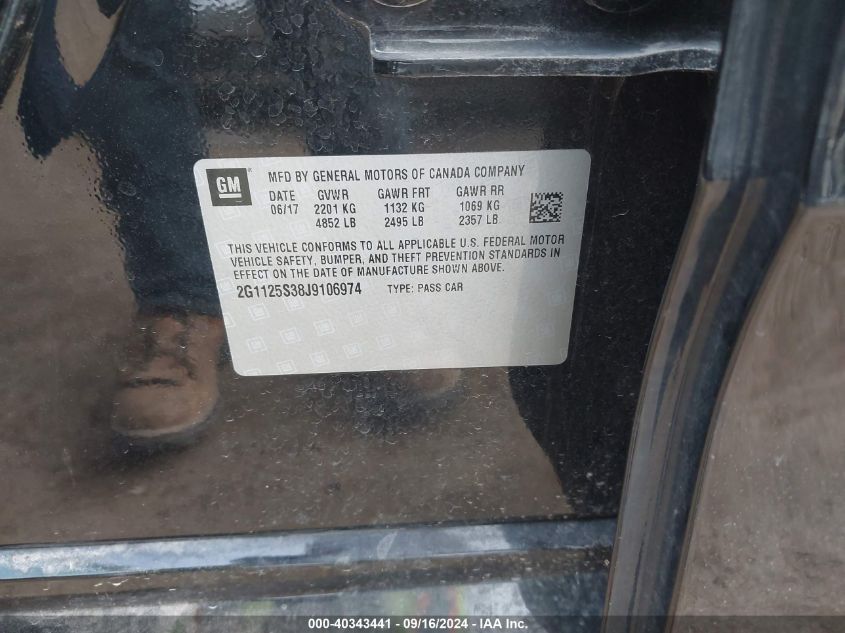 GM
MFD BY GENERAL MOTORS OF CANADA COMPANY
DATE GVWR GAWR FRT GAWR RR
06/17 2201 KG 1132 KG 1069 KG
4852 LB 2495 LB 2357 LB
THIS VEHICLE CONFORMS TO ALL APPLICABLE U.S. FEDERAL MOTOR
VEHICLE SAFETY, BUMPER, AND THEFT PREVENTION STANDARDS IN
EFFECT ON THE DATE OF MANUFACTURE SHOWN ABOVE.
2G1125S38J9106974 TYPE: PASS CAR
000-40343441 - 09/16/2024 - IAA Inc.